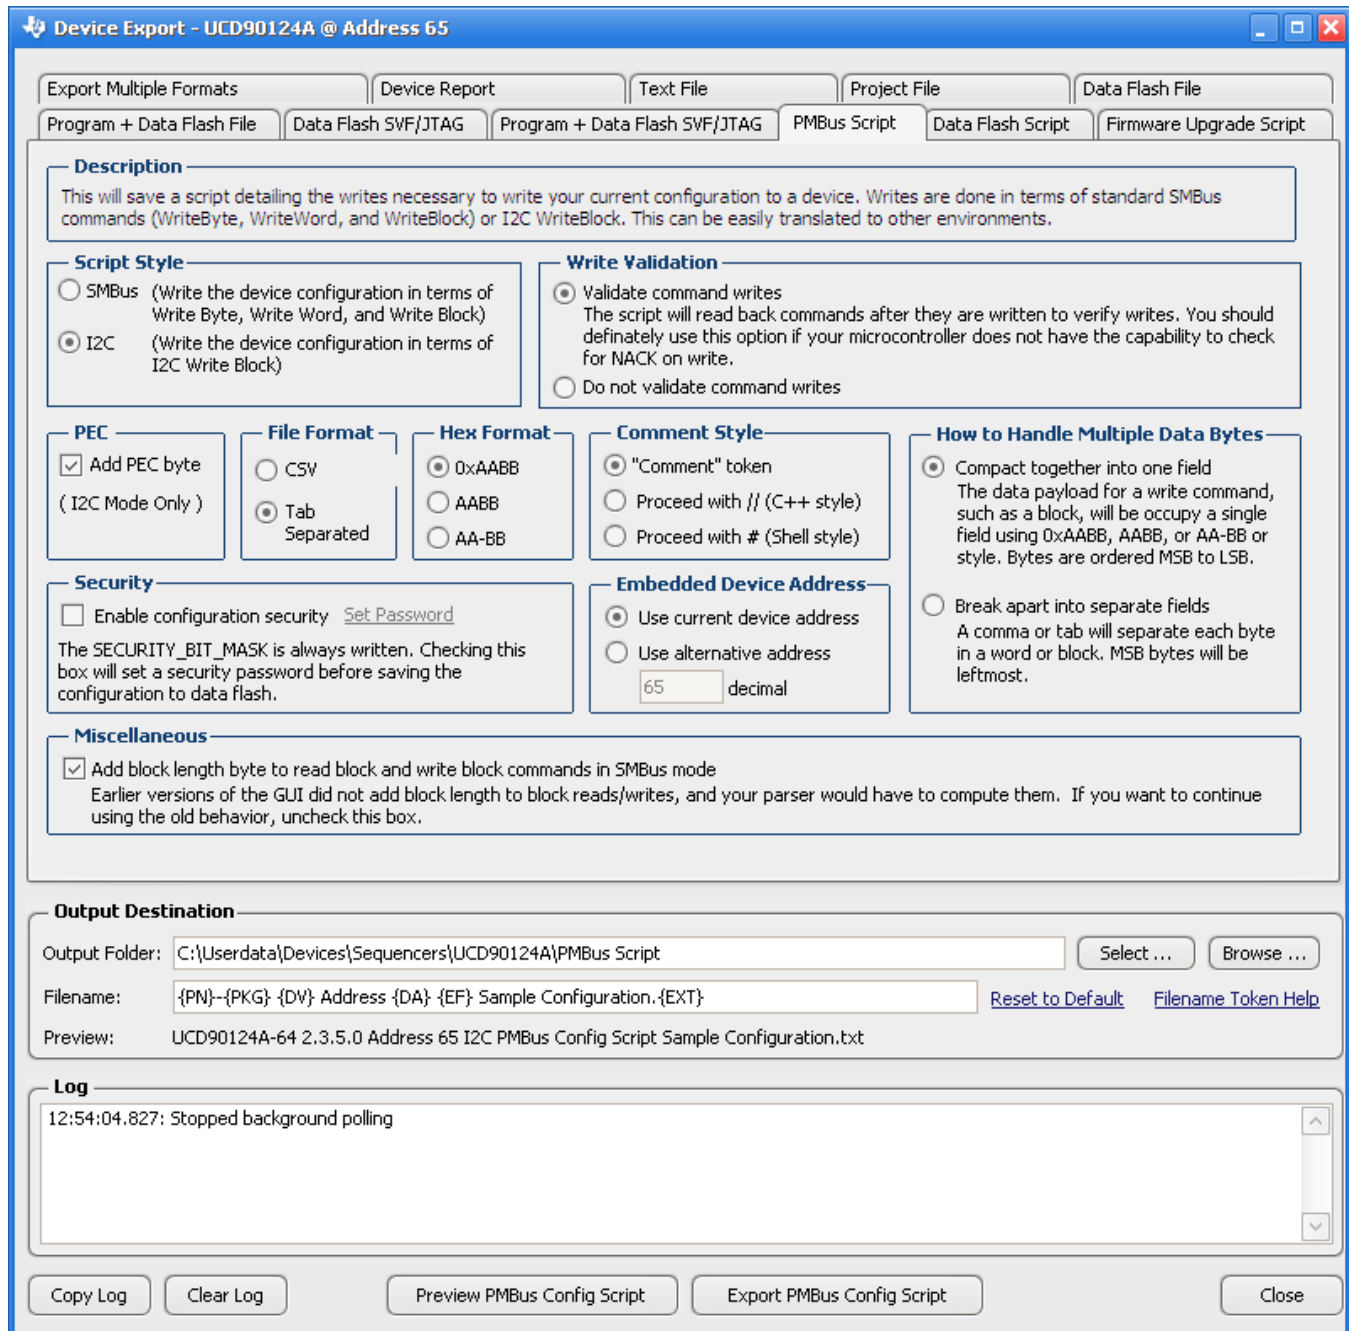 Device Export - UCD90124A @ Address 65
Export Multiple Formats
Device Report
Text File
Project File
Data Flash File
Program + Data Flash File
Data Flash SVF/JTAG
Program + Data Flash SVF/JTAG
PMBus Script
Data Flash Script
Firmware Upgrade Script
Description
This will save a script detailing the writes necessary to write your current configuration to a device. Writes are done in terms of standard SMBus
commands (WriteByte, WriteWord, and WriteBlock) or I2C WriteBlock. This can be easily translated to other environments.
Script Style
SMBus (Write the device configuration in terms of
Write Byte, Write Word, and Write Block)
I2C (Write the device configuration in terms of
I2C Write Block)
Write Validation
Validate command writes
The script will read back commands after they are written to verify writes. You should
definately use this option if your microcontroller does not have the capability to check
for NACK on write.
Do not validate command writes
PEC
Add PEC byte
( I2C Mode Only )
File Format
CSV
Tab
Separated
Hex Format
0xAABB
AABB
AA-BB
Comment Style
"Comment" token
Proceed with // (C++ style)
Proceed with # (Shell style)
How to Handle Multiple Data Bytes
Compact together into one field
The data payload for a write command,
such as a block, will be occupy a single
field using 0xAABB, AABB, or AA-BB or
style. Bytes are ordered MSB to LSB.
Break apart into separate fields
A comma or tab will separate each byte
in a word or block. MSB bytes will be
leftmost.
Security
Enable configuration security Set Password
The SECURITY_BIT_MASK is always written. Checking this
box will set a security password before saving the
configuration to data flash.
Embedded Device Address
Use current device address
Use alternative address
65 decimal
Miscellaneous
Add block length byte to read block and write block commands in SMBus mode
Earlier versions of the GUI did not add block length to block reads/writes, and your parser would have to compute them. If you want to continue
using the old behavior, uncheck this box.
Output Destination
Output Folder: C:\Userdata\Devices\Sequencers\UCD90124A\PMBus Script
Select ...
Browse ...
Filename: {PN}-{PKG} {DV} Address {DA} {EF} Sample Configuration.{EXT}
Reset to Default
Filename Token Help
Preview: UCD90124A-64 2.3.5.0 Address 65 I2C PMBus Config Script Sample Configuration.txt
Log
12:54:04.827: Stopped background polling
Copy Log
Clear Log
Preview PMBus Config Script
Export PMBus Config Script
Close